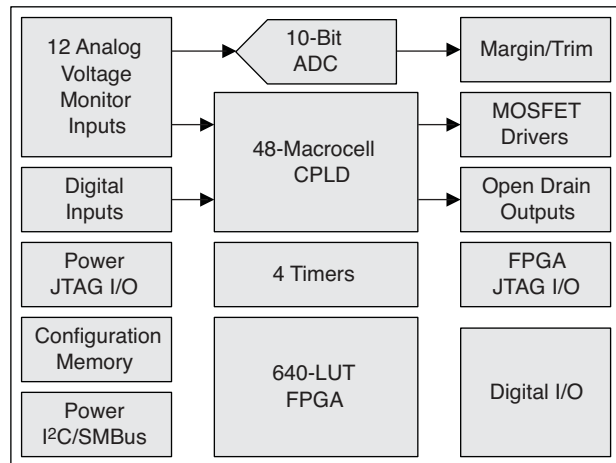 12 Analog
Voltage
Monitor
Inputs
10-Bit
ADC
Margin/Trim
48-Macrocell
CPLD
MOSFET
Drivers
Digital
Inputs
Open Drain
Outputs
Power
JTAG I/O
4 Timers
FPGA
JTAG I/O
Configuration
Memory
640-LUT
FPGA
Digital I/O
Power
I²C/SMBus